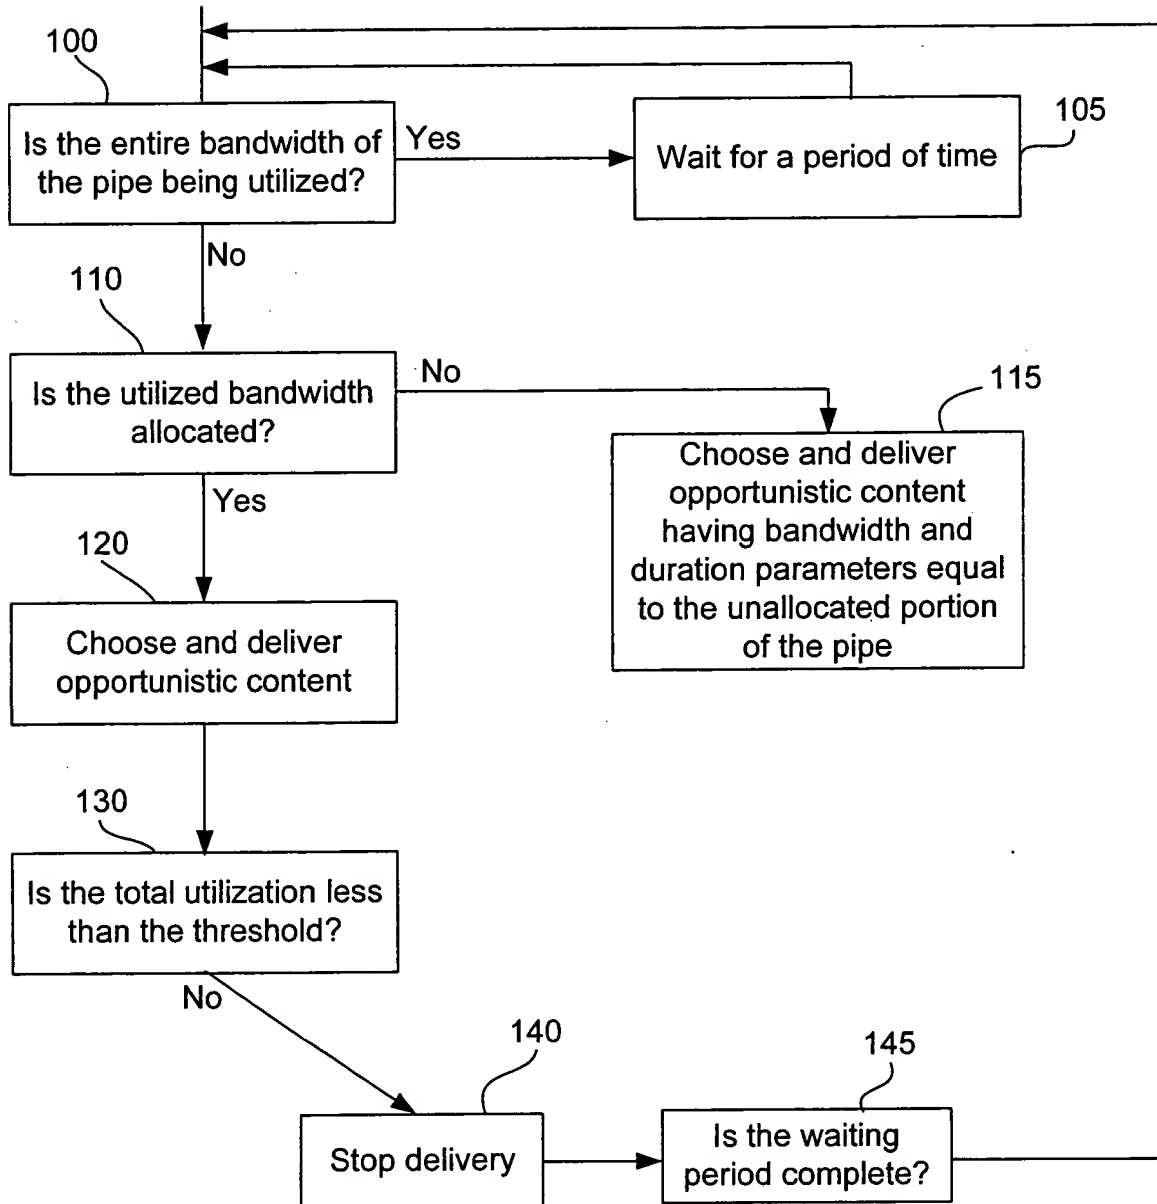 100
Is the entire bandwidth of
the pipe being utilized?
Yes
Wait for a period of time
105
No
110
Is the utilized bandwidth
allocated?
No
115
Choose and deliver
opportunistic content
having bandwidth and
duration parameters equal
to the unallocated portion
of the pipe
Yes
120
Choose and deliver
opportunistic content
130
Is the total utilization less
than the threshold?
No
140
Stop delivery
145
Is the waiting
period complete?